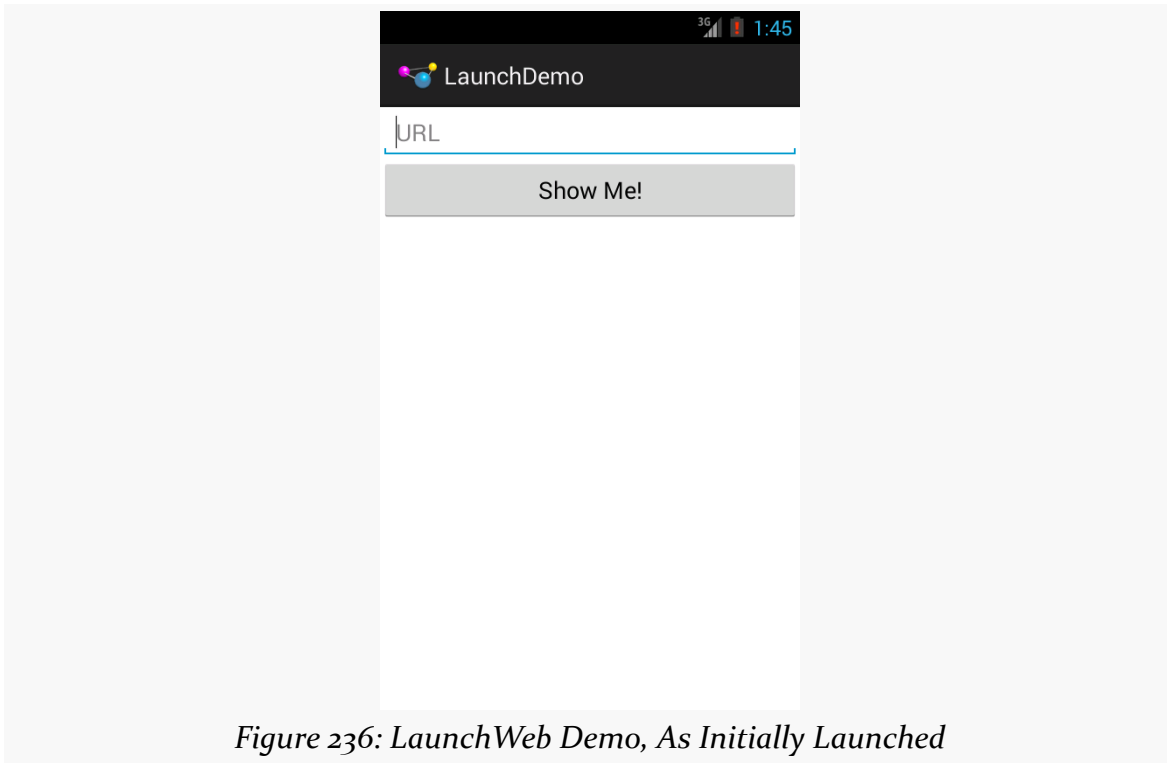 3G 1:45
LaunchDemo
URL
Show Me!
Figure 236: LaunchWeb Demo, As Initially Launched